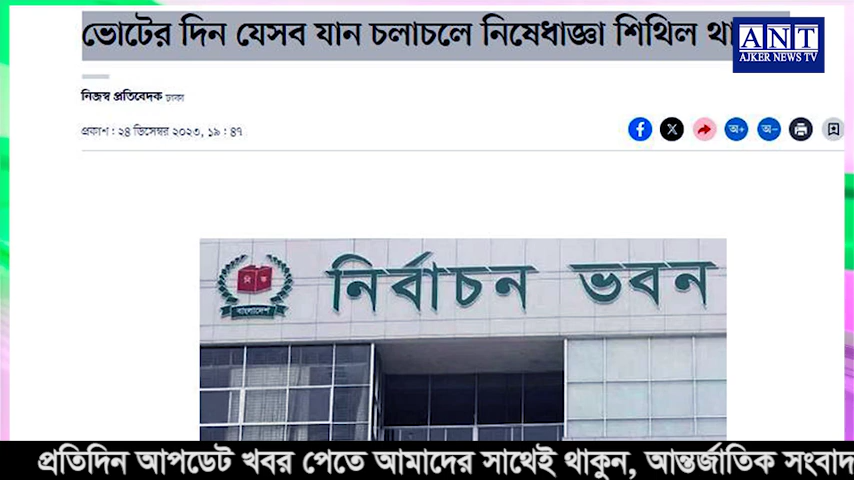 ভোটের দিন যেসব যান চলাচলে নিষেধাজ্ঞা শিথিল
ANT
AJKER NEWS TV
নিজস্ব প্রতিবেদক ঢাকা
প্রকাশ : ২৪ ডিসেম্বর ২০২৩, ১৯ : ৪৭
অ+ অ-
নি ক
বাংলাদেশ
নির্বাচন ভবন
প্রতিদিন আপডেট খবর পেতে আমাদের সাথেই থাকুন, আন্তর্জাতিক সংবাদ